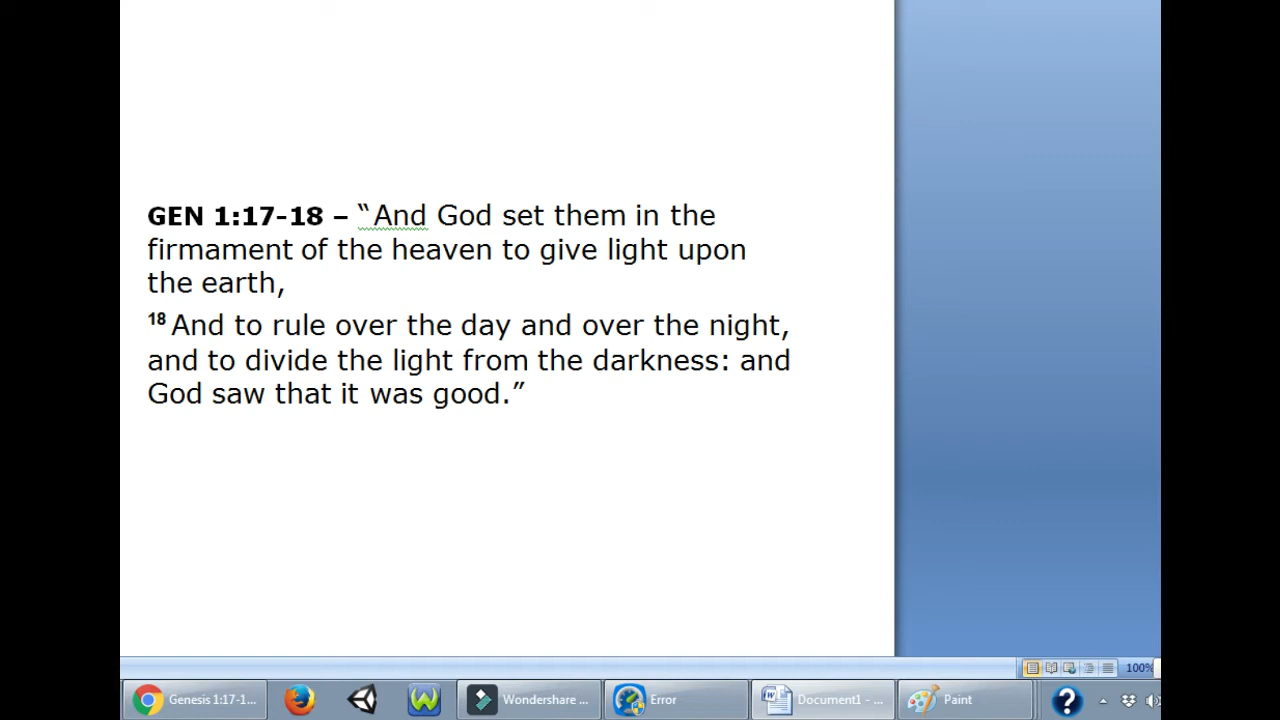 GEN 1:17-18 – “And God set them in the
firmament of the heaven to give light upon
the earth,
18 And to rule over the day and over the night,
and to divide the light from the darkness: and
God saw that it was good.”
100%
Genesis 1:17-1...
Wondershare ...
Error
Document1 - ...
Paint